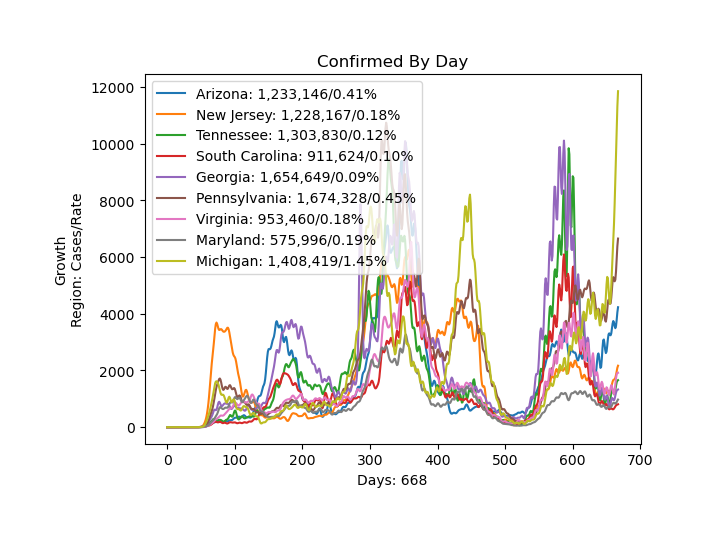 Confirmed By Day
12000
10000
8000
6000
4000
2000
0
Growth
Region: Cases/Rate
Arizona: 1,233,146/0.41%
New Jersey: 1,228,167/0.18%
Tennessee: 1,303,830/0.12%
South Carolina: 911,624/0.10%
Georgia: 1,654,649/0.09%
Pennsylvania: 1,674,328/0.45%
Virginia: 953,460/0.18%
Maryland: 575,996/0.19%
Michigan: 1,408,419/1.45%
0 100 200 300 400 500 600 700
Days: 668